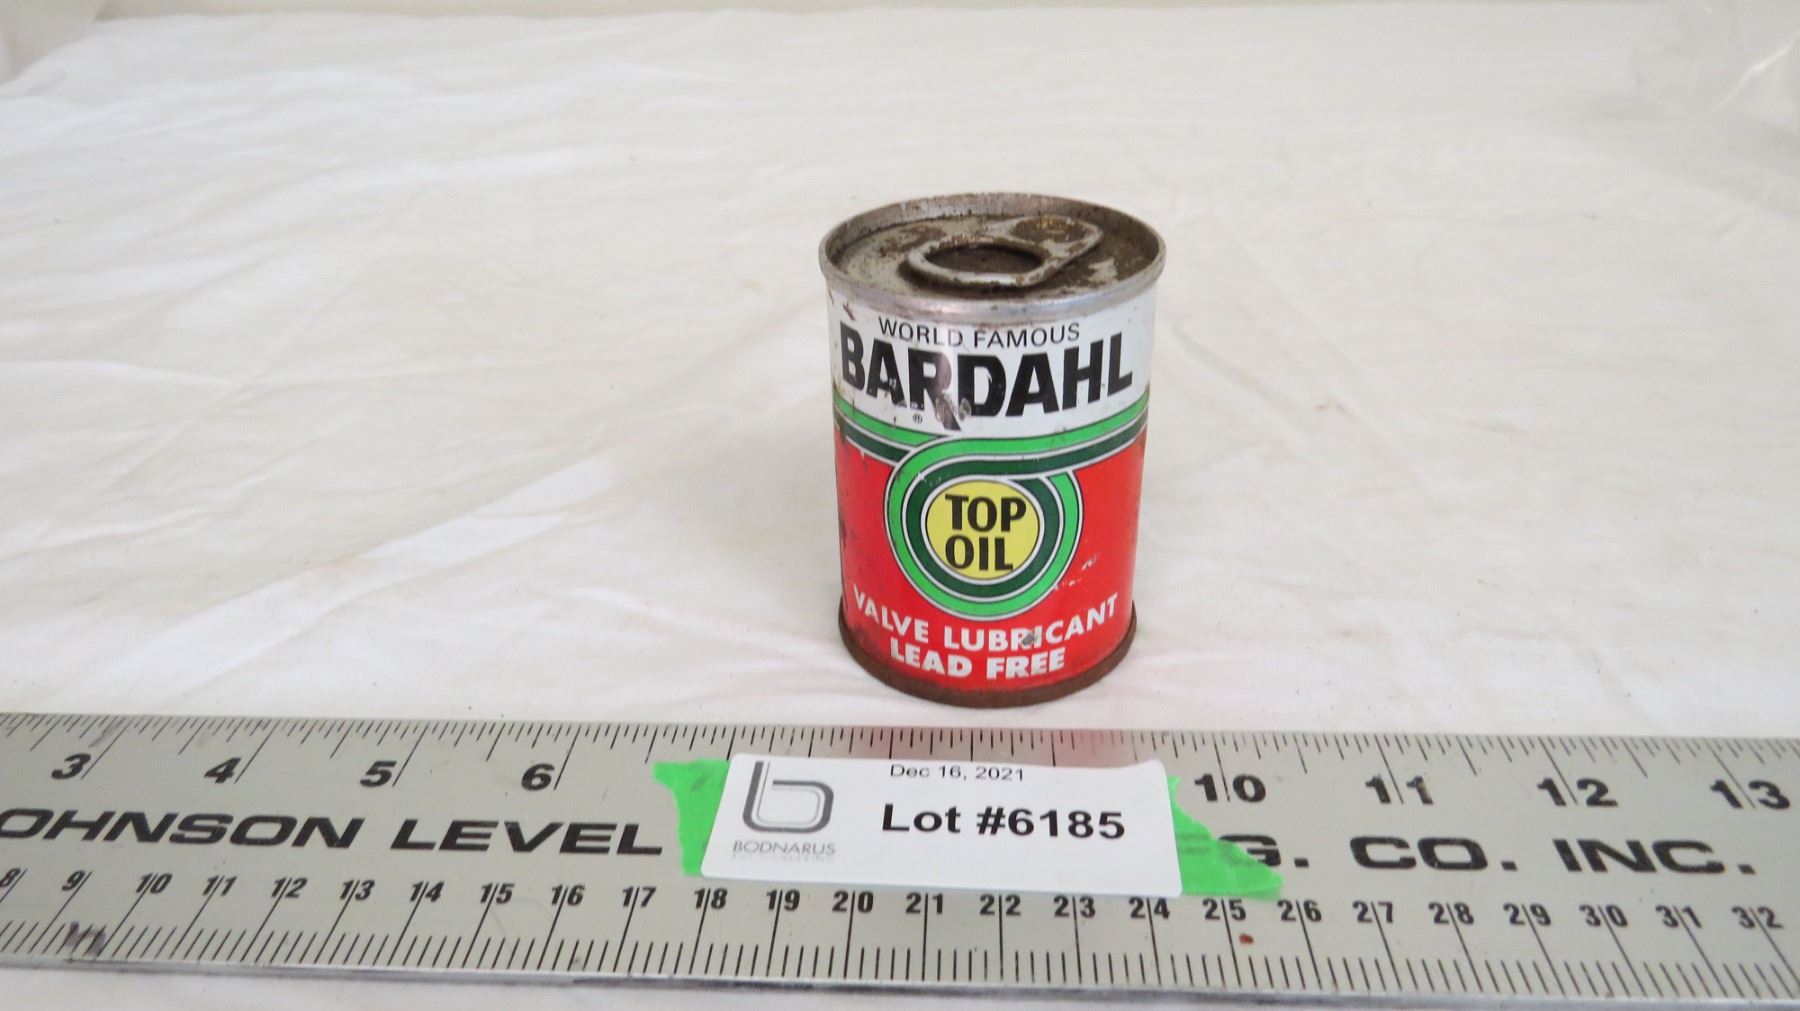 WORLD FAMOUS
BARDAHL
®
TOP
OIL
VALVE LUBRICANT
LEAD FREE
3 4 5 6 10 11 12 13
Dec 16, 2021
Lot #6185
BODNARUS
AUCTIONEERING
OHNSON LEVEL G. CO. INC.
8 9 10 11 12 13 14 15 16 17 18 19 20 21 22 23 24 25 26 27 28 29 30 31 32